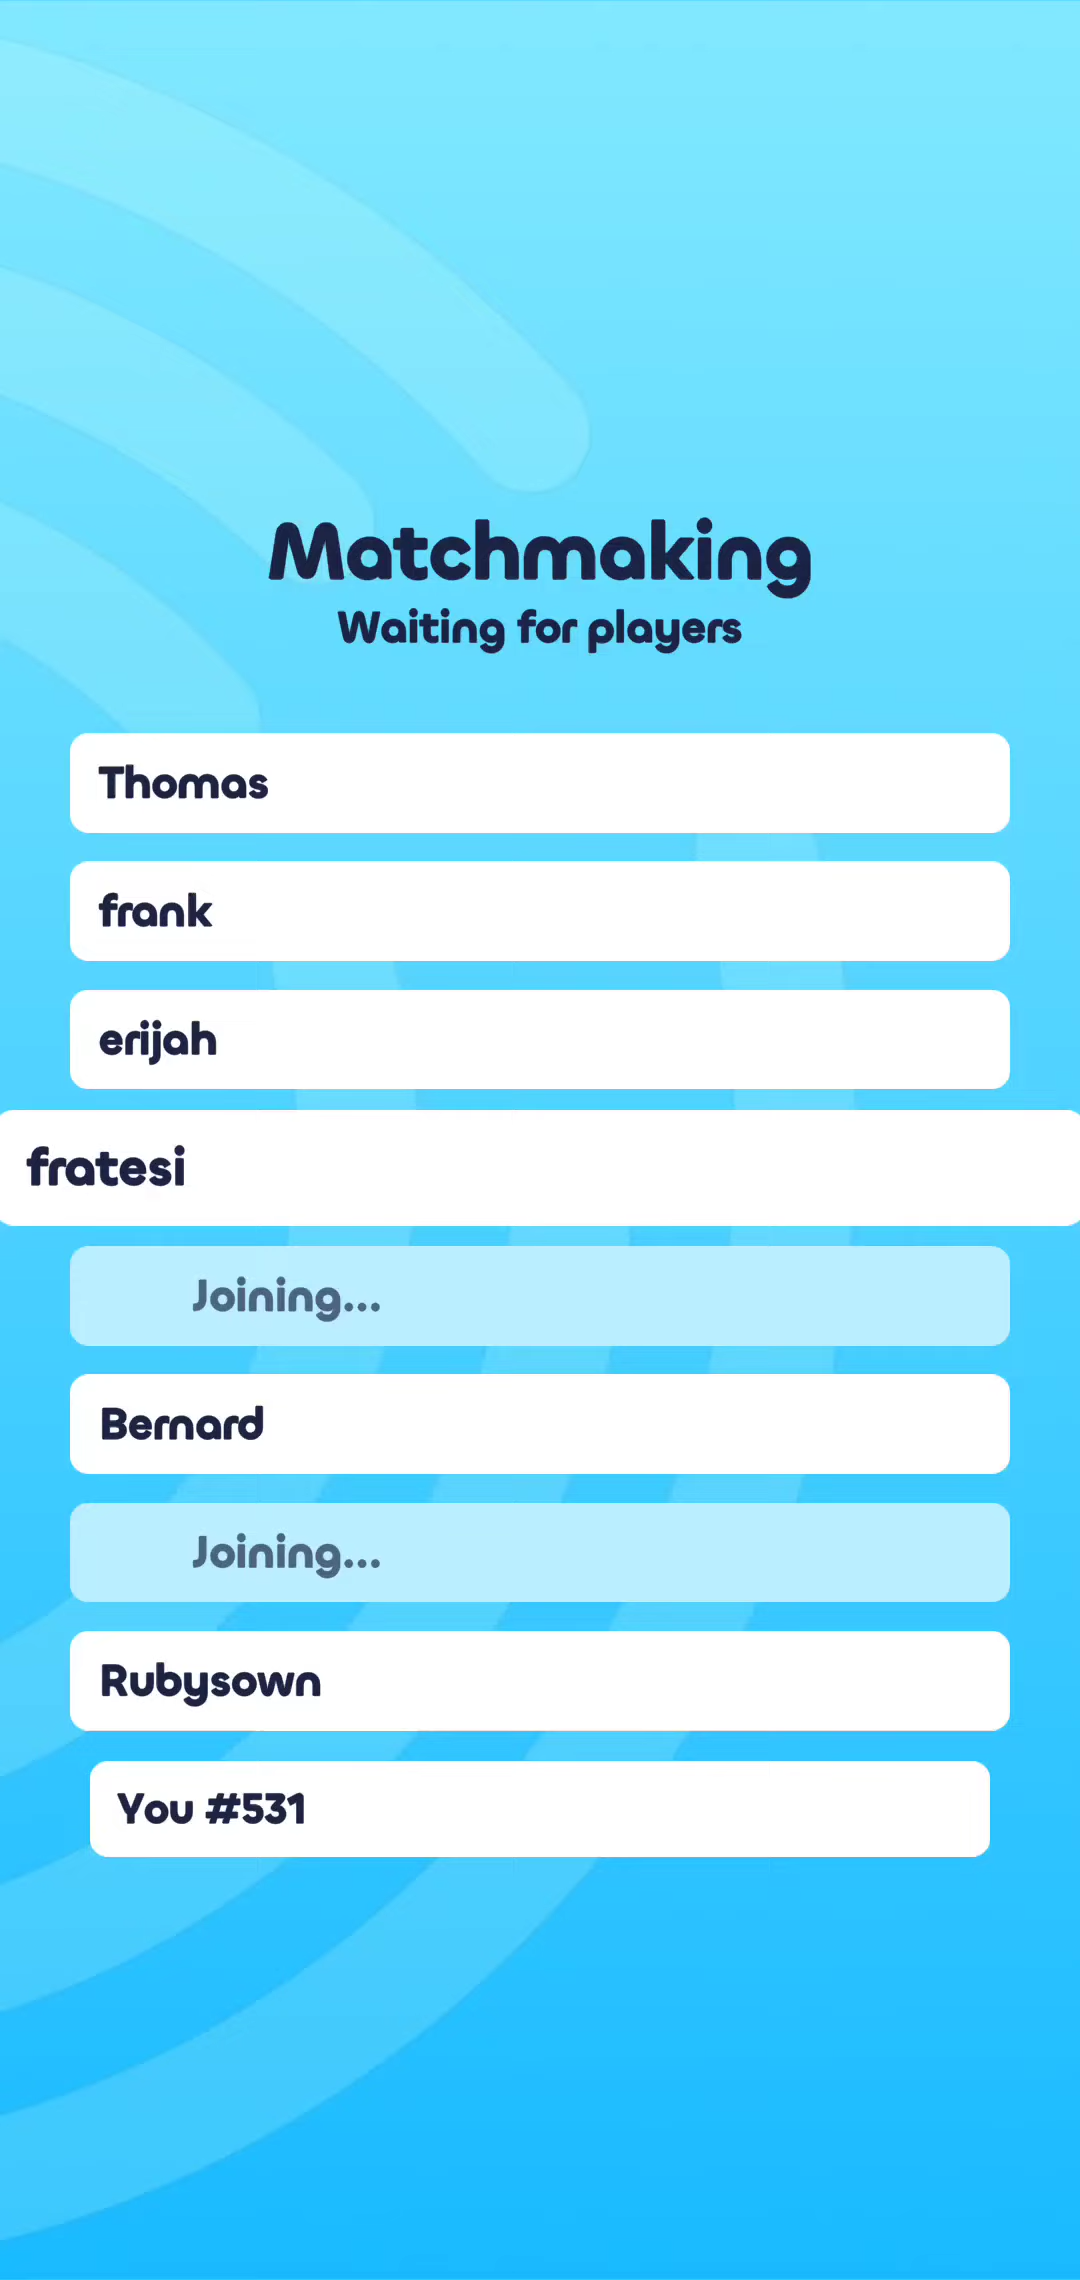 Matchmaking
Waiting for players
Thomas
frank
erijah
fratesi
Joining...
Bernard
Joining...
Rubysown
You #531